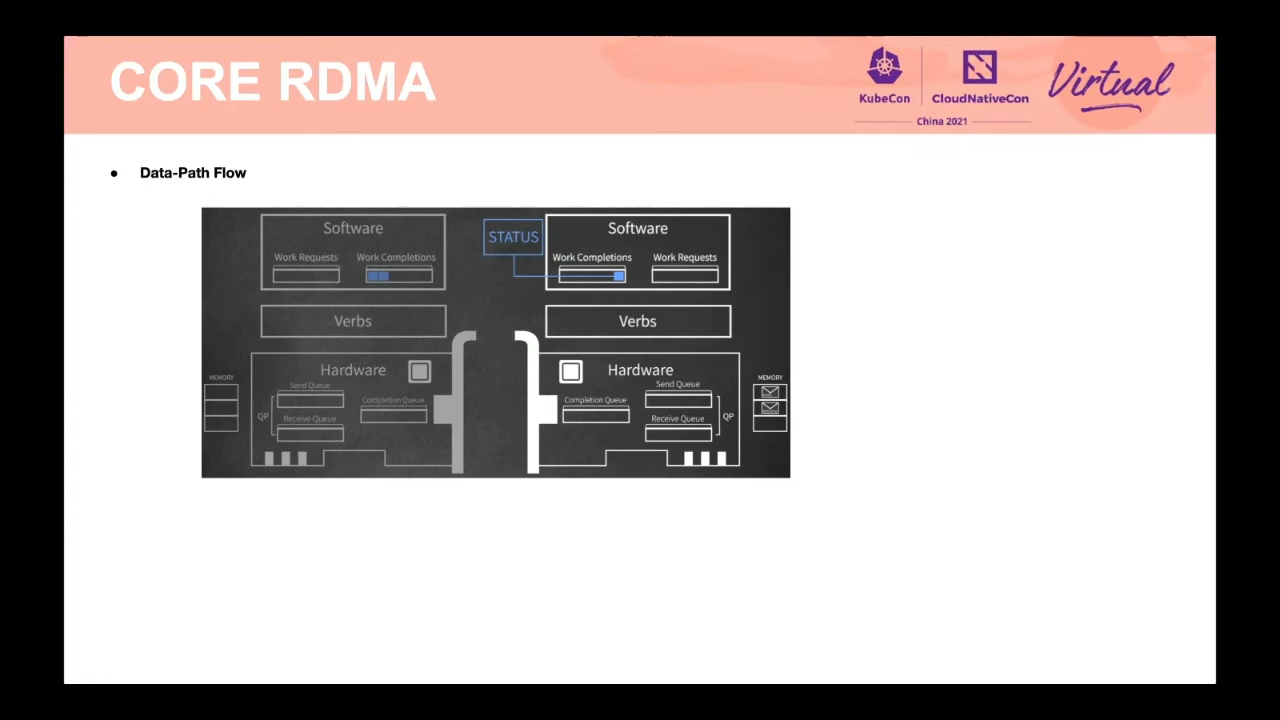 CORE RDMA
KubeCon
CloudNativeCon
Virtual
China 2021
● Data-Path Flow
Software
Work Requests
Work Completions
Verbs
Hardware
MEMORY
Send Queue
Completion Queue
QP
Receive Queue
STATUS
Software
Work Completions
Work Requests
Verbs
Hardware
MEMORY
Send Queue
Completion Queue
QP
Receive Queue